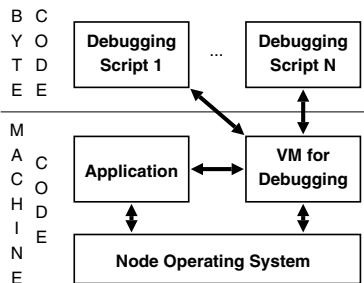 BYTE
CODE
Debugging
Script 1
...
Debugging
Script N
MACHINE
CODE
Application
VM for
Debugging
Node Operating System